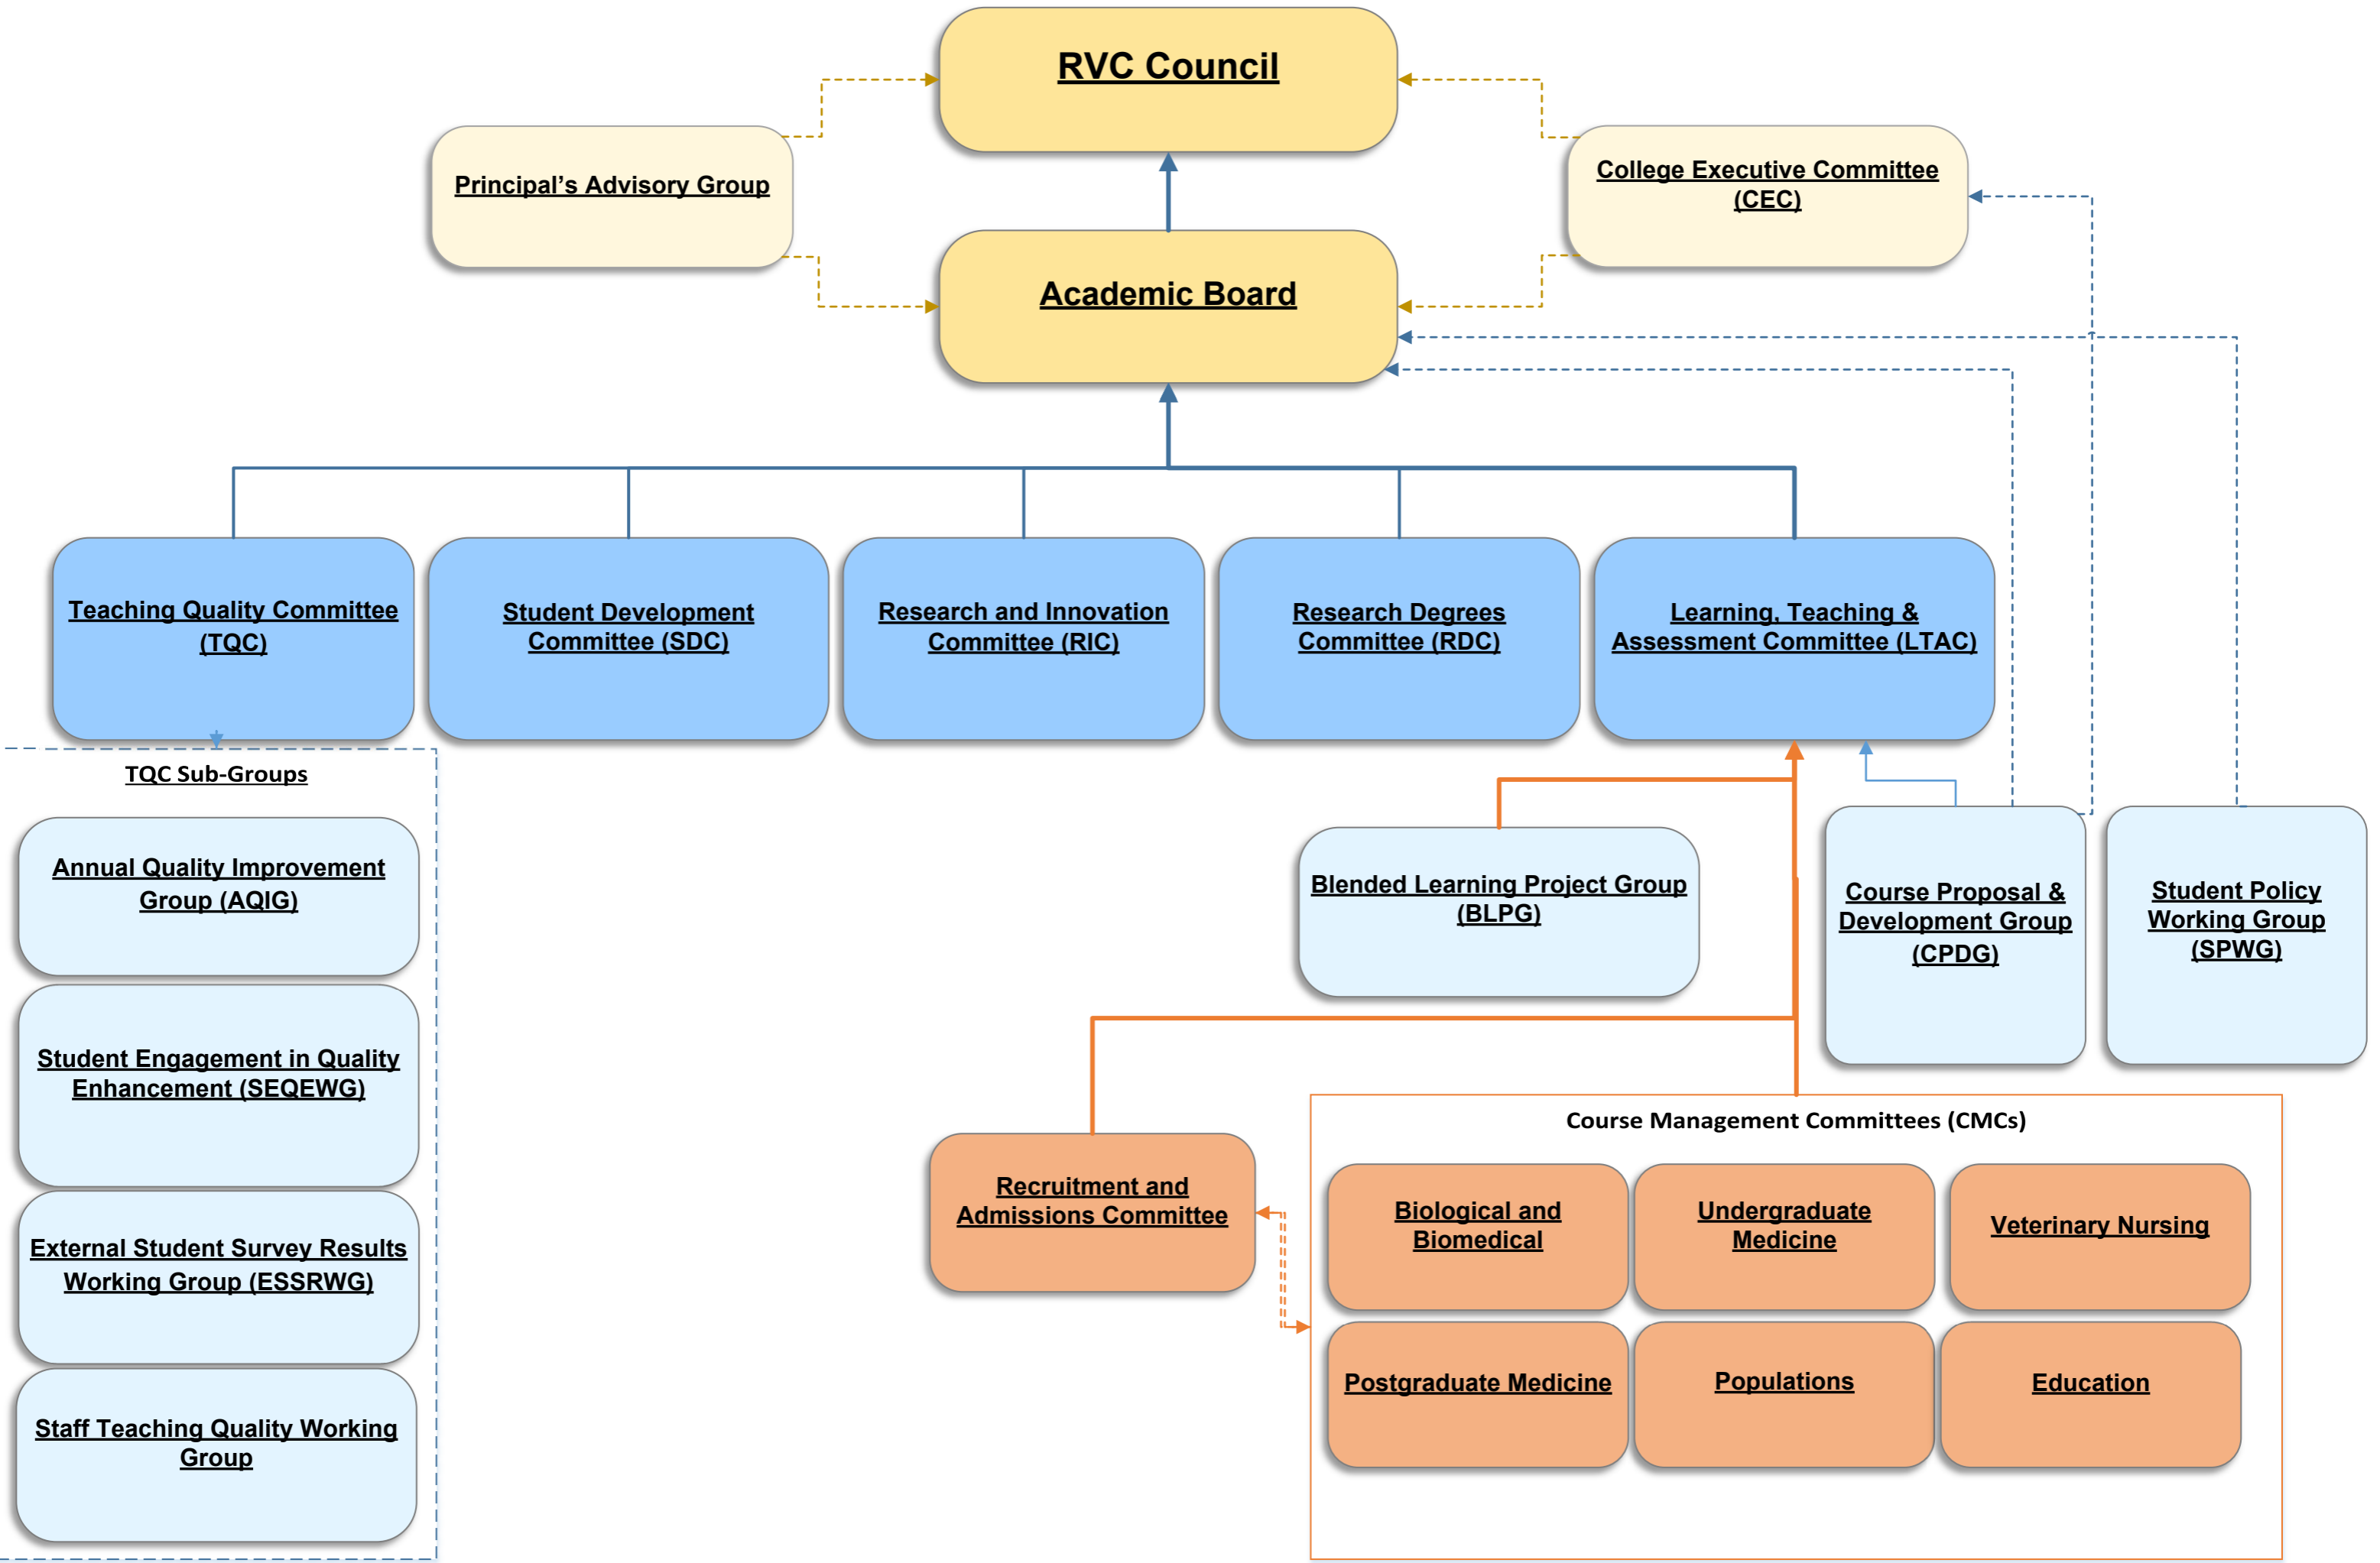 RVC Council
Principal’s Advisory Group
College Executive Committee
(CEC)
Academic Board
Teaching Quality Committee
(TQC)
Student Development
Committee (SDC)
Research and Innovation
Committee (RIC)
Research Degrees
Committee (RDC)
Learning, Teaching &
Assessment Committee (LTAC)
TQC Sub-Groups
Annual Quality Improvement
Group (AQIG)
Student Engagement in Quality
Enhancement (SEQEWG)
External Student Survey Results
Working Group (ESSRWG)
Staff Teaching Quality Working
Group
Blended Learning Project Group
(BLPG)
Course Proposal &
Development Group
(CPDG)
Student Policy
Working Group
(SPWG)
Recruitment and
Admissions Committee
Course Management Committees (CMCs)
Biological and
Biomedical
Undergraduate
Medicine
Veterinary Nursing
Postgraduate Medicine
Populations
Education